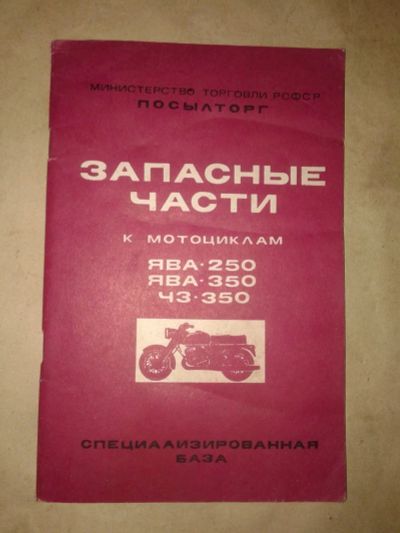 МИНИСТЕРСТВО ТОРГОВЛИ РСФСР
ПОСЫЛТОРГ
ЗАПАСНЫЕ
ЧАСТИ
К МОТОЦИКЛАМ
ЯВА·250
ЯВА·350
ЧЗ·350
СПЕЦИАЛИЗИРОВАННАЯ
БАЗА